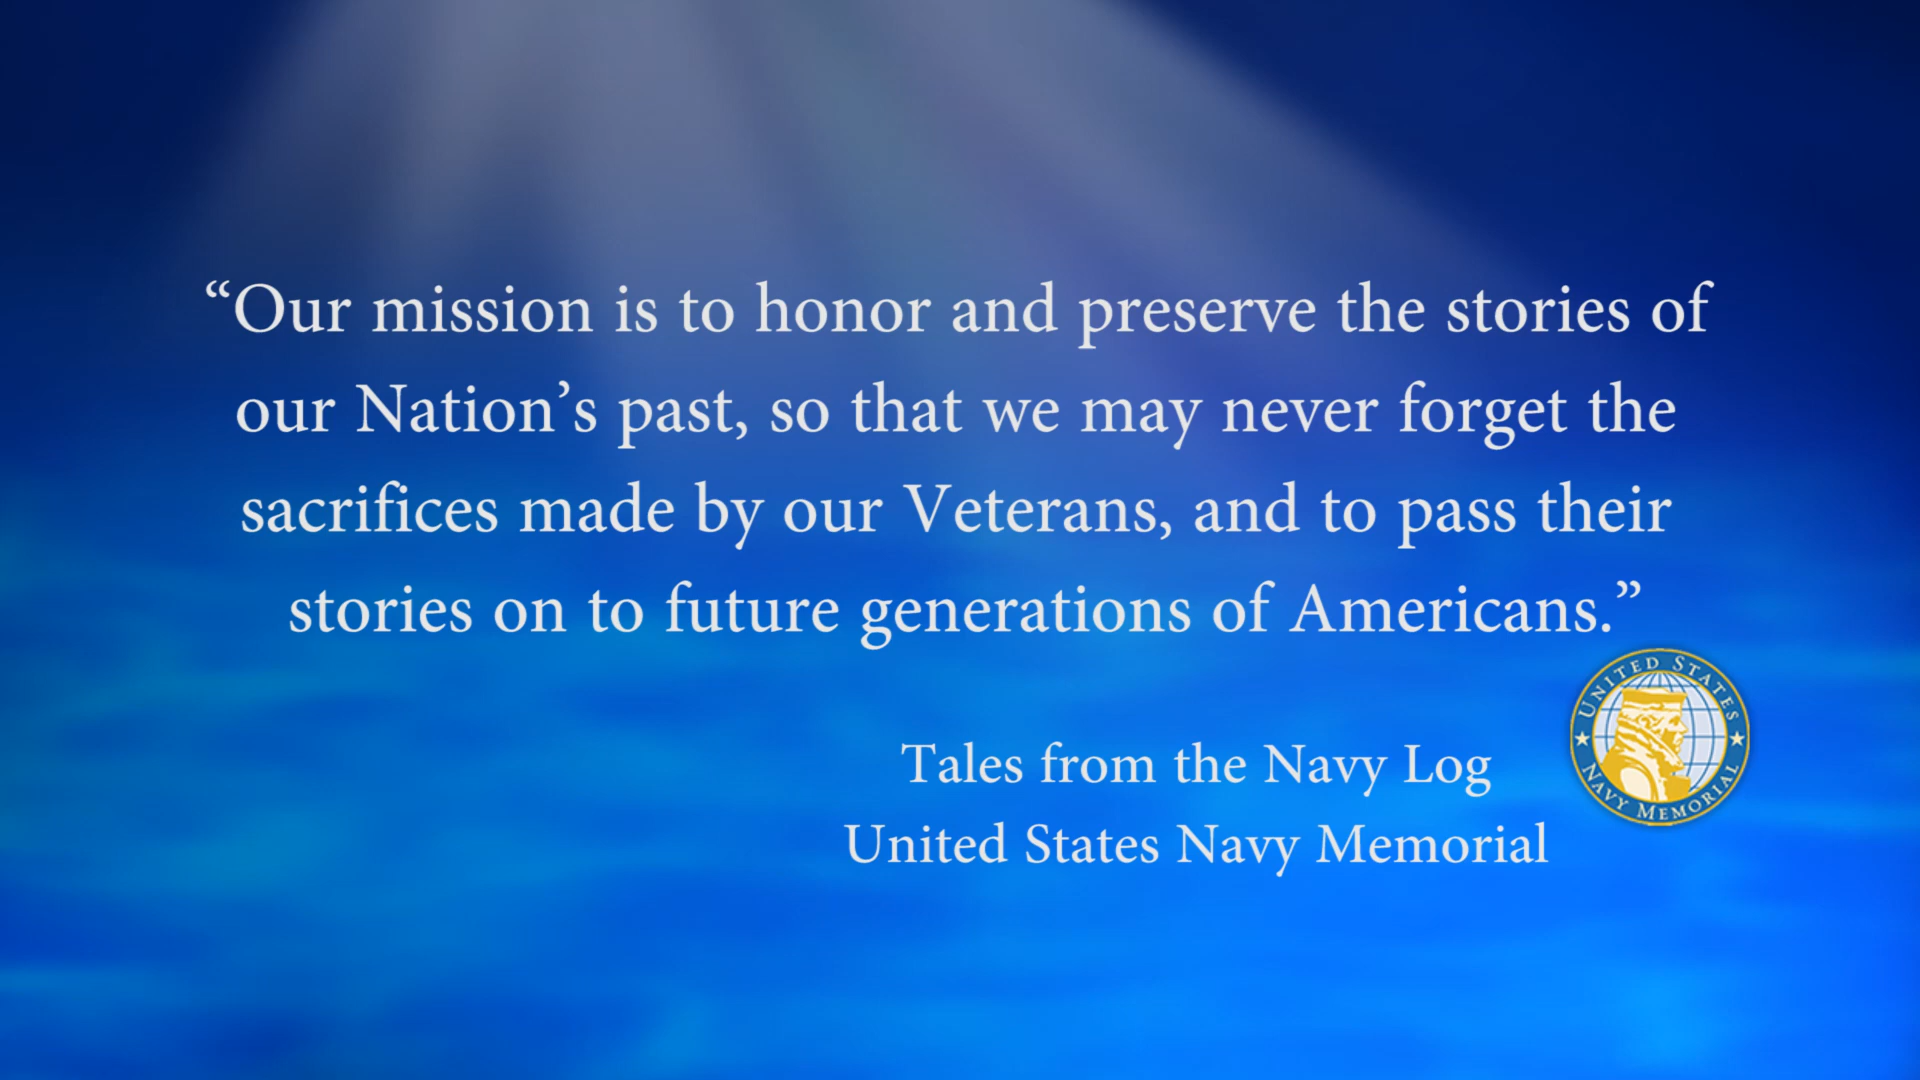 “Our mission is to honor and preserve the stories of
our Nation’s past, so that we may never forget the
sacrifices made by our Veterans, and to pass their
stories on to future generations of Americans.”
Tales from the Navy Log
United States Navy Memorial
UNITED STATES
NAVY MEMORIAL